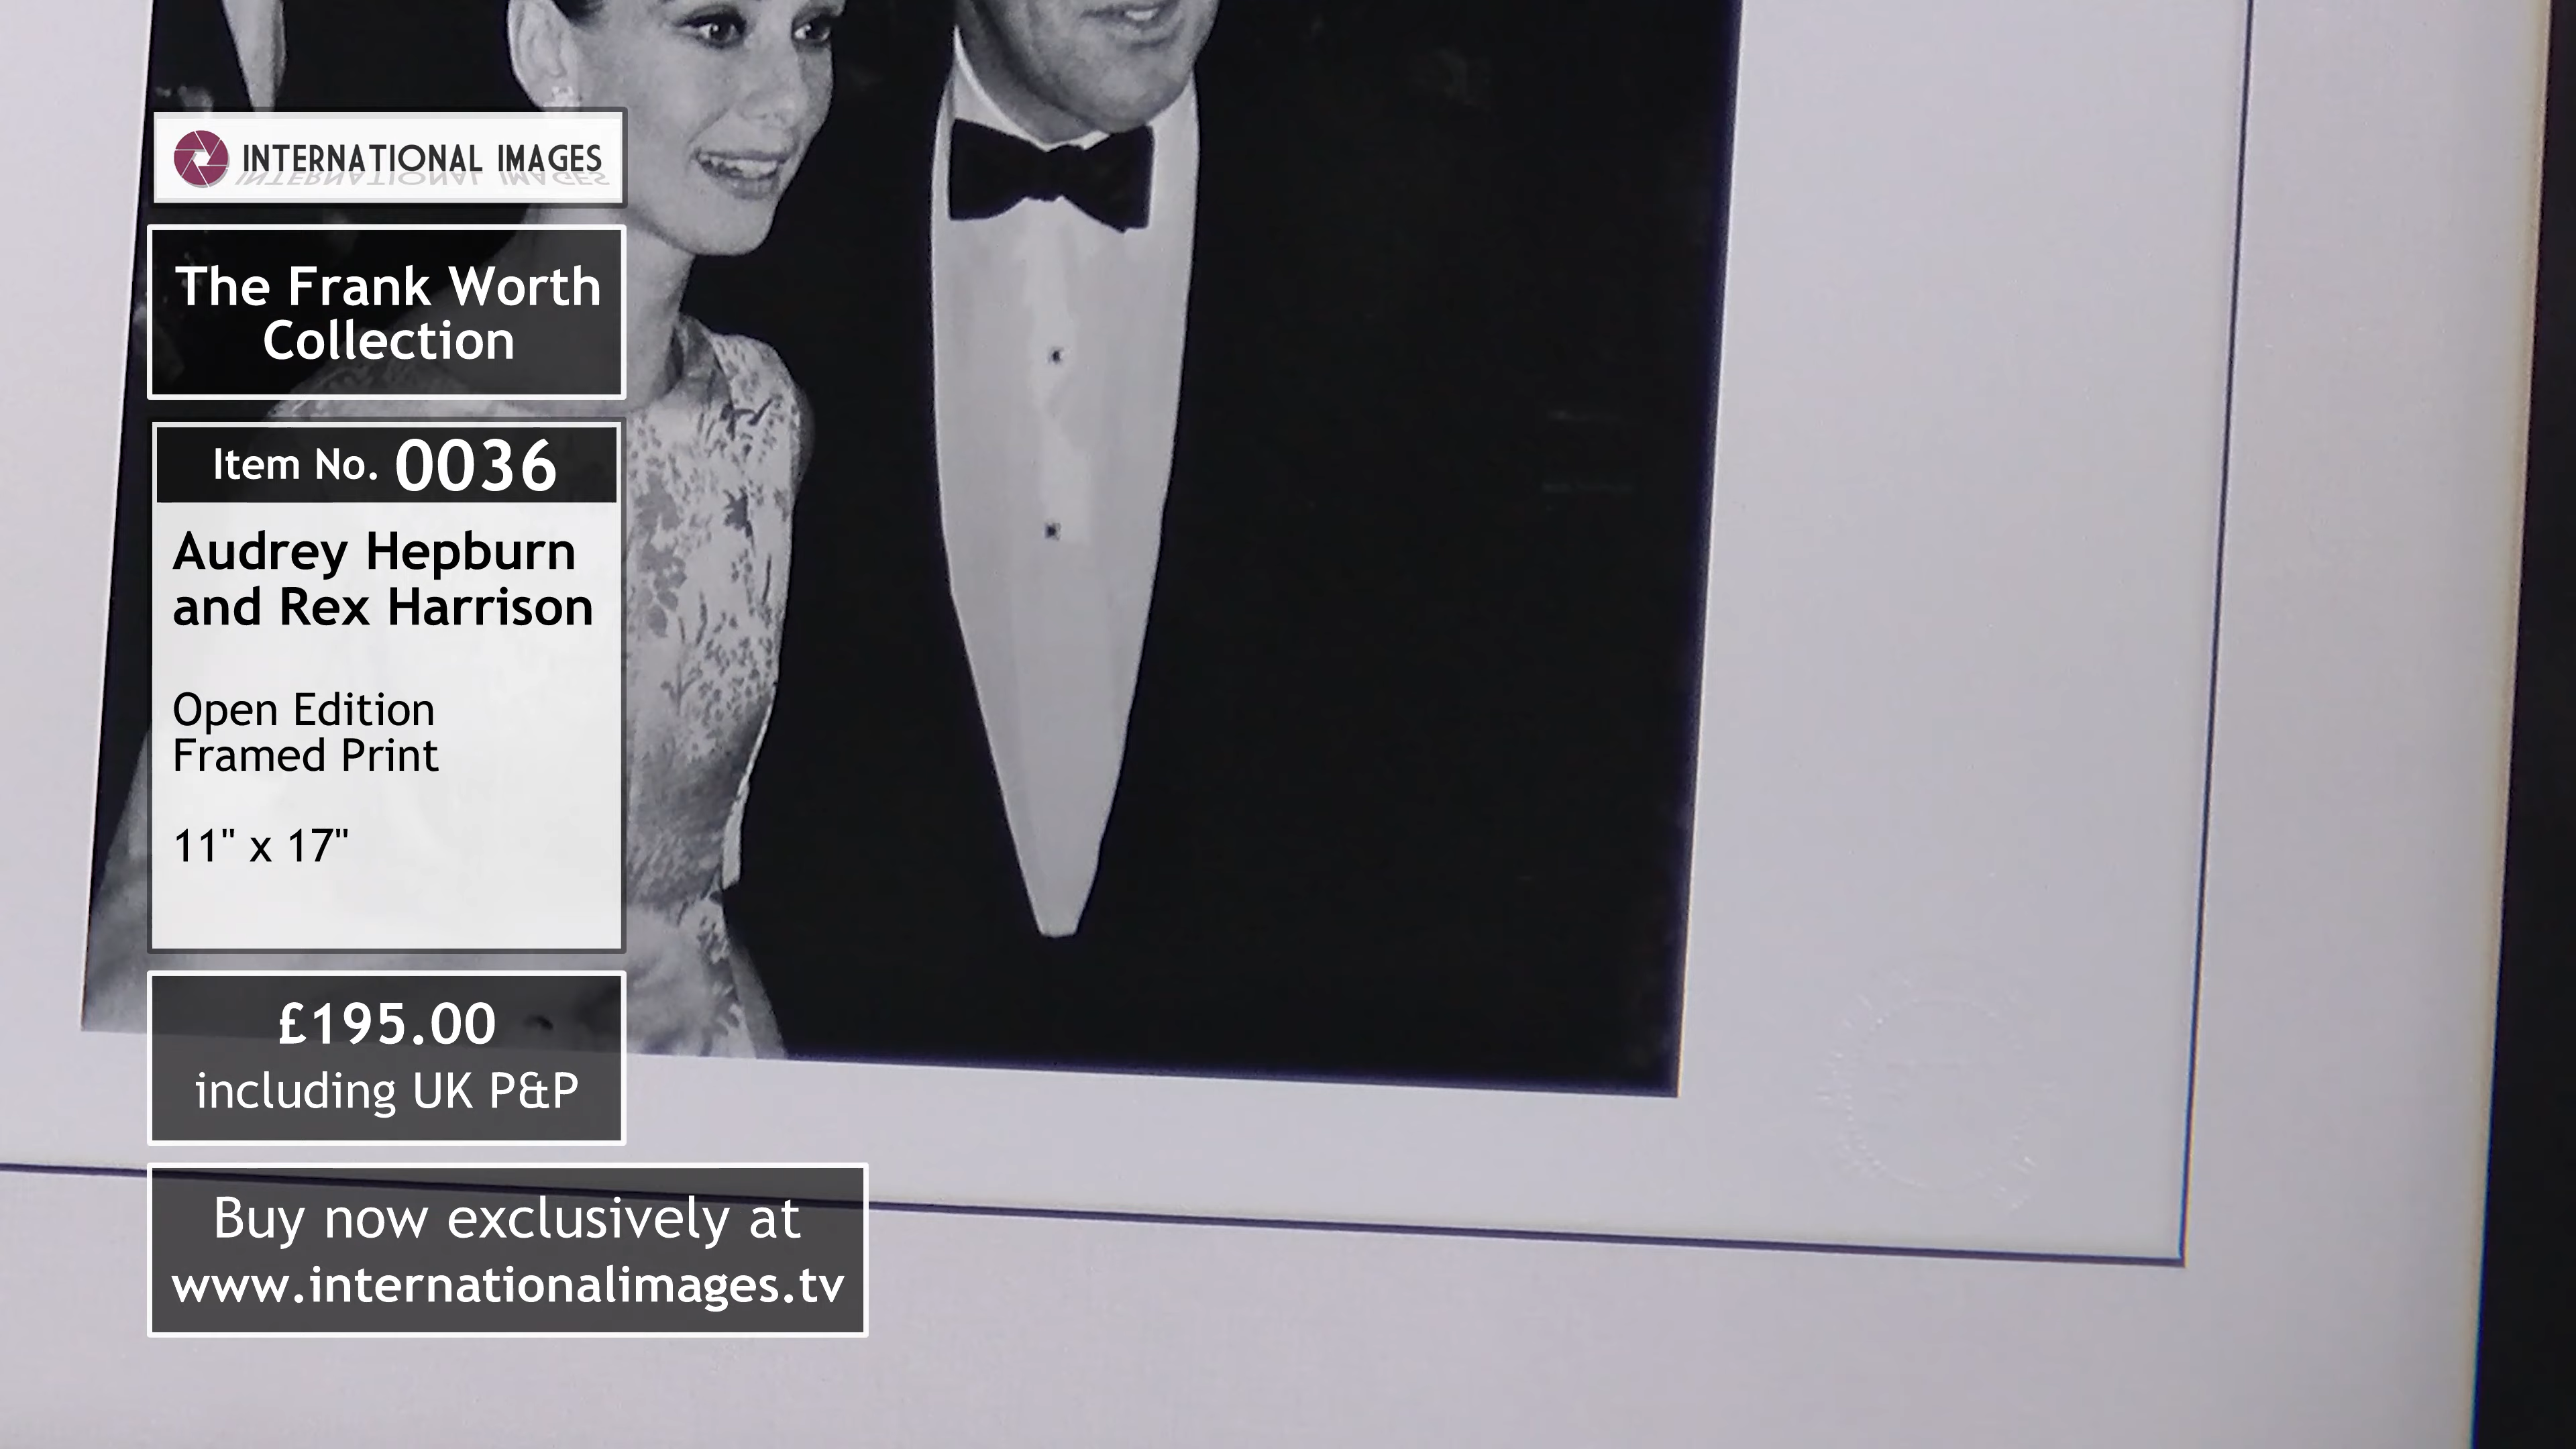 INTERNATIONAL IMAGES
The Frank Worth
Collection
Item No. 0036
Audrey Hepburn
and Rex Harrison
Open Edition
Framed Print
11" x 17"
£195.00
including UK P&P
Buy now exclusively at
www.internationalimages.tv